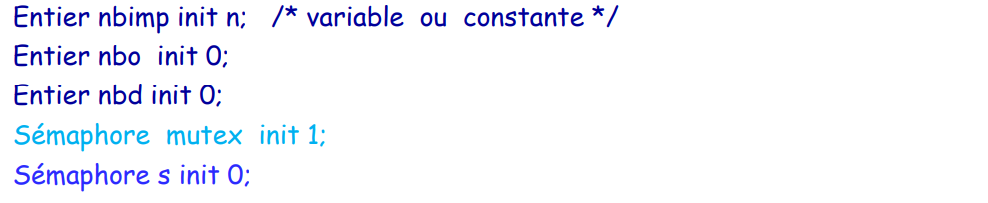 Entier nbimp init n; /* variable ou constante */
Entier nbo init 0;
Entier nbd init 0;
Sémaphore mutex init 1;
Sémaphore s init 0;